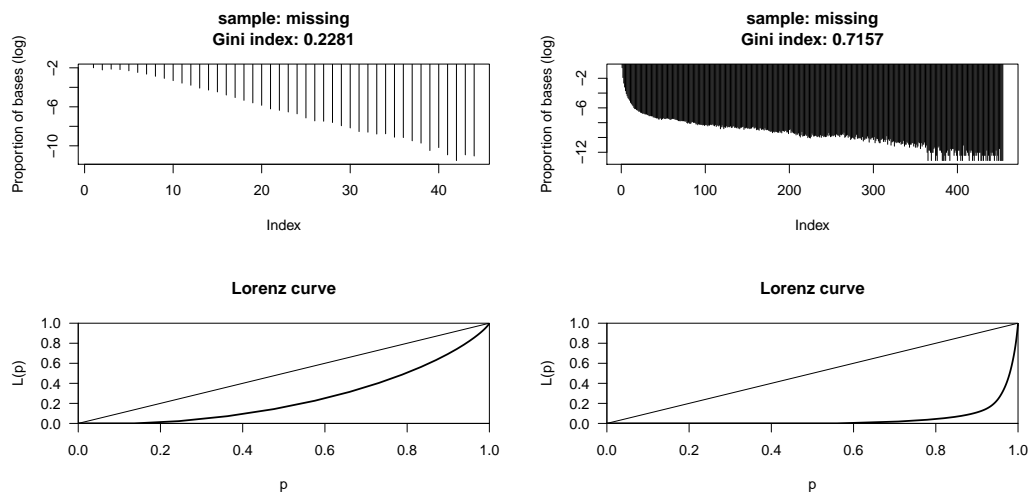 sample: missing
Gini index: 0.2281
Proportion of bases (log)
-2
-6
-10
0
10
20
30
40
Index
sample: missing
Gini index: 0.7157
Proportion of bases (log)
-2
-6
-12
0
100
200
300
400
Index
Lorenz curve
L(p)
1.0
0.8
0.6
0.4
0.2
0.0
0.0
0.2
0.4
0.6
0.8
1.0
p
Lorenz curve
L(p)
1.0
0.8
0.6
0.4
0.2
0.0
0.0
0.2
0.4
0.6
0.8
1.0
p